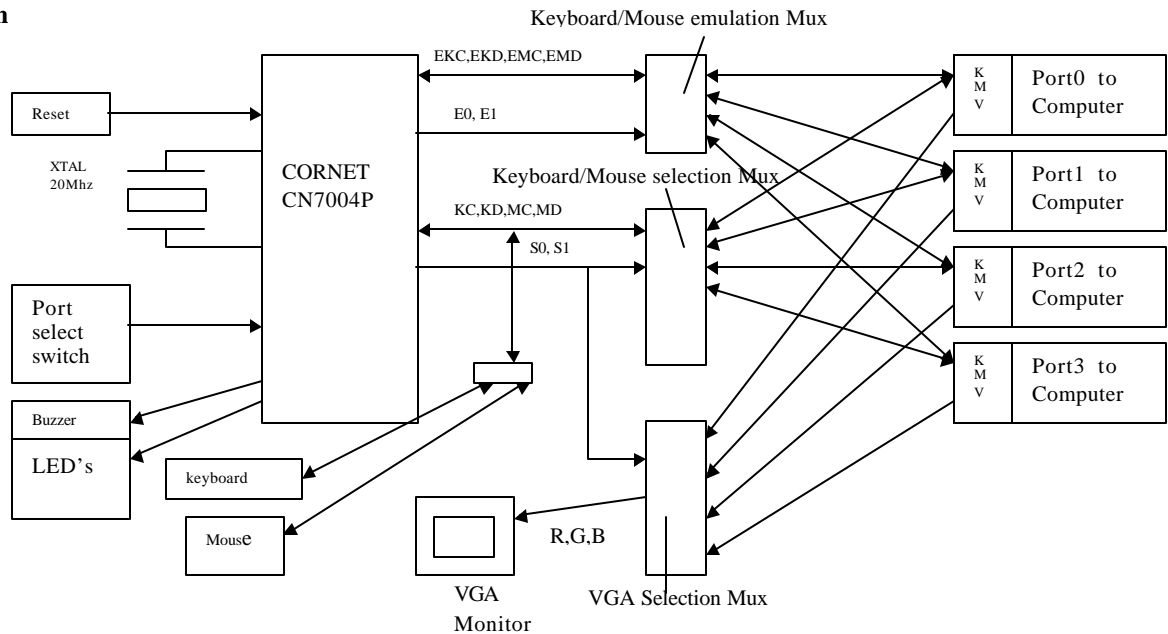 m
Keyboard/Mouse emulation Mux
EKC,EKD,EMC,EMD
Reset
E0, E1
XTAL
20Mhz
CORNET
CN7004P
Keyboard/Mouse selection Mux
KC,KD,MC,MD
S0, S1
Port
select
switch
Buzzer
LED's
keyboard
Mouse
R,G,B
VGA
Monitor
VGA Selection Mux
K
M
V
Port0 to
Computer
K
M
V
Port1 to
Computer
K
M
V
Port2 to
Computer
K
M
V
Port3 to
Computer